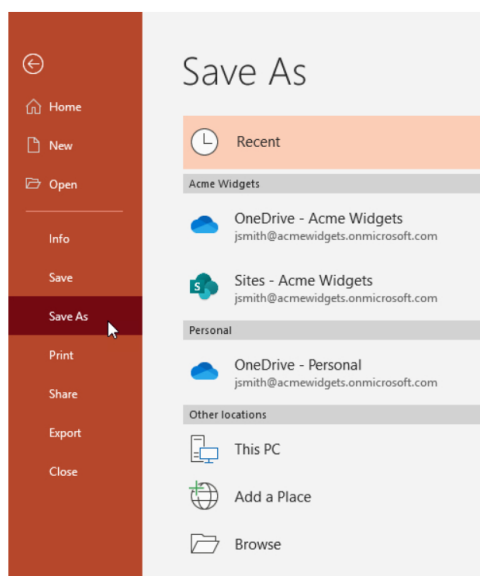 Save As
Home
New
Open
Info
Save
Save As
Print
Share
Export
Close
Recent
Acme Widgets
OneDrive - Acme Widgets
jsmith@acmewidgets.onmicrosoft.com
Sites - Acme Widgets
jsmith@acmewidgets.onmicrosoft.com
Personal
OneDrive - Personal
jsmith@acmewidgets.onmicrosoft.com
Other locations
This PC
Add a Place
Browse